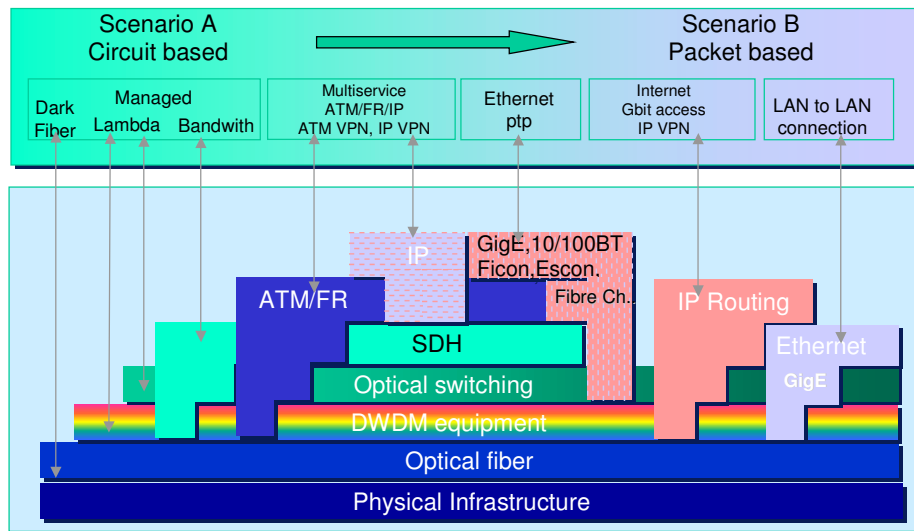 Scenario A
Circuit based
Scenario B
Packet based
Dark
Fiber
Managed
Lambda
Bandwith
Multiservice
ATM/FR/IP
ATM VPN, IP VPN
Ethernet
ptp
Internet
Gbit access
IP VPN
LAN to LAN
connection
IP
GigE,10/100BT
Ficon,Escon.
Fibre Ch.
ATM/FR
IP Routing
SDH
Ethernet
GigE
Optical switching
DWDM equipment
Optical fiber
Physical Infrastructure